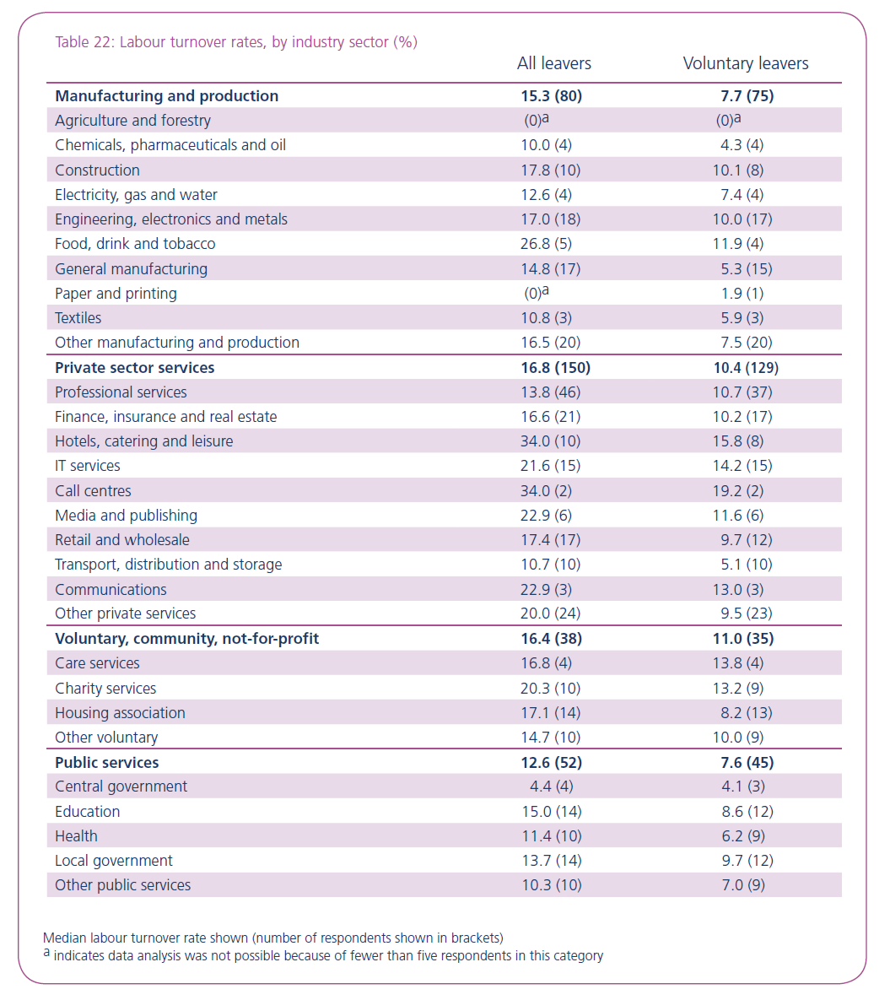 Table 22: Labour turnover rates, by industry sector (%)
All leavers Voluntary leavers
Manufacturing and production 15.3 (80) 7.7 (75)
Agriculture and forestry (0)a (0)a
Chemicals, pharmaceuticals and oil 10.0 (4) 4.3 (4)
Construction 17.8 (10) 10.1 (8)
Electricity, gas and water 12.6 (4) 7.4 (4)
Engineering, electronics and metals 17.0 (18) 10.0 (17)
Food, drink and tobacco 26.8 (5) 11.9 (4)
General manufacturing 14.8 (17) 5.3 (15)
Paper and printing (0)a 1.9 (1)
Textiles 10.8 (3) 5.9 (3)
Other manufacturing and production 16.5 (20) 7.5 (20)
Private sector services 16.8 (150) 10.4 (129)
Professional services 13.8 (46) 10.7 (37)
Finance, insurance and real estate 16.6 (21) 10.2 (17)
Hotels, catering and leisure 34.0 (10) 15.8 (8)
IT services 21.6 (15) 14.2 (15)
Call centres 34.0 (2) 19.2 (2)
Media and publishing 22.9 (6) 11.6 (6)
Retail and wholesale 17.4 (17) 9.7 (12)
Transport, distribution and storage 10.7 (10) 5.1 (10)
Communications 22.9 (3) 13.0 (3)
Other private services 20.0 (24) 9.5 (23)
Voluntary, community, not-for-profit 16.4 (38) 11.0 (35)
Care services 16.8 (4) 13.8 (4)
Charity services 20.3 (10) 13.2 (9)
Housing association 17.1 (14) 8.2 (13)
Other voluntary 14.7 (10) 10.0 (9)
Public services 12.6 (52) 7.6 (45)
Central government 4.4 (4) 4.1 (3)
Education 15.0 (14) 8.6 (12)
Health 11.4 (10) 6.2 (9)
Local government 13.7 (14) 9.7 (12)
Other public services 10.3 (10) 7.0 (9)
Median labour turnover rate shown (number of respondents shown in brackets)
a indicates data analysis was not possible because of fewer than five respondents in this category